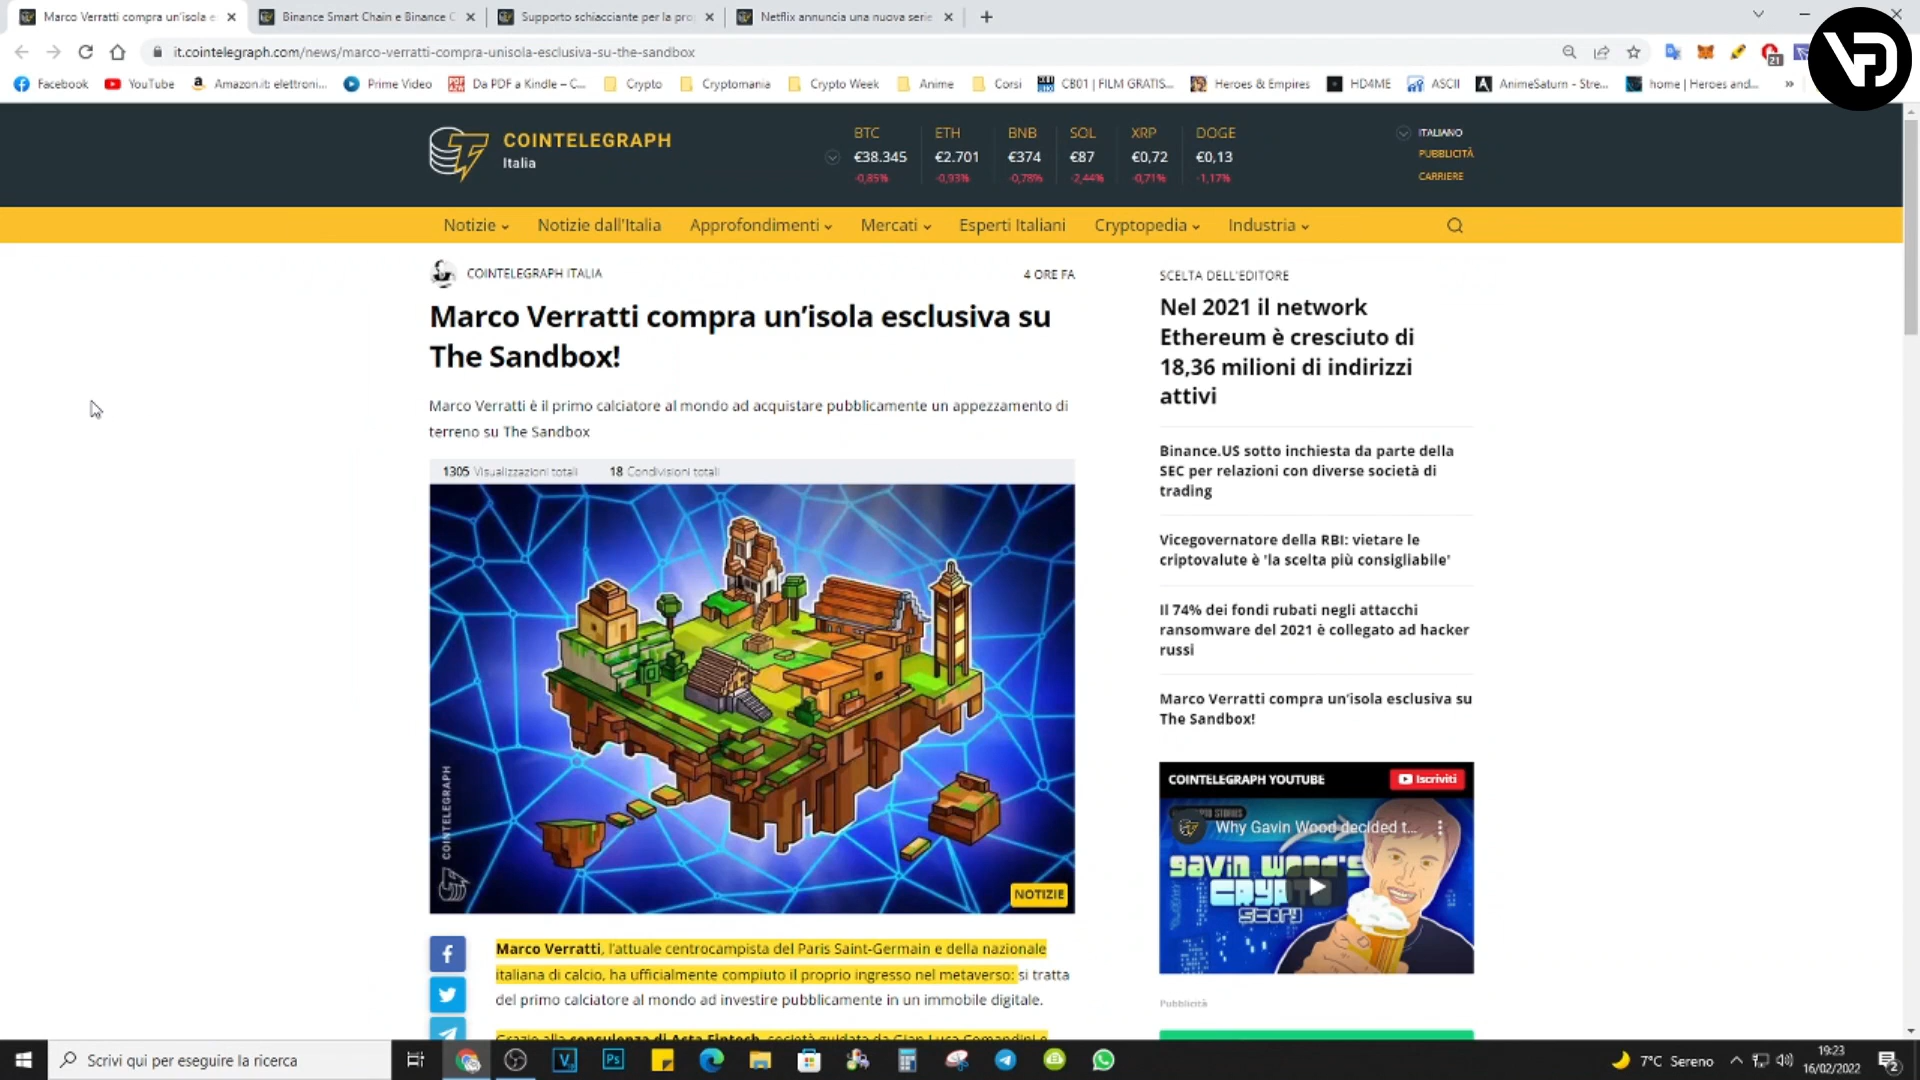 Marco Verratti compra un'isola e
Binance Smart Chain e Binance C
Supporto schiacciante per la pro
Netflix annuncia una nuova serie
it.cointelegraph.com/news/marco-verratti-compra-unisola-esclusiva-su-the-sandbox
21
Facebook
YouTube
Amazon.it: elettroni...
Prime Video
Da PDF a Kindle – C...
Crypto
Cryptomania
Crypto Week
Anime
Corsi
CB01 | FILM GRATIS...
Heroes & Empires
HD4ME
ASCII
AnimeSaturn - Stre...
home | Heroes and...
»
COINTELEGRAPH
Italia
BTC ETH BNB SOL XRP DOGE
€38.345 €2.701 €374 €87 €0,72 €0,13
-0,85% -0,93% -0,78% -2,44% -0,71% -1,17%
ITALIANO
PUBBLICITÀ
CARRIERE
Notizie Notizie dall'Italia Approfondimenti Mercati Esperti Italiani Cryptopedia Industria
COINTELEGRAPH ITALIA
4 ORE FA
Marco Verratti compra un'isola esclusiva su
The Sandbox!
Marco Verratti è il primo calciatore al mondo ad acquistare pubblicamente un appezzamento di
terreno su The Sandbox
1305 Visualizzazioni totali 18 Condivisioni totali
COINTELEGRAPH
NOTIZIE
Marco Verratti, l'attuale centrocampista del Paris Saint-Germain e della nazionale
italiana di calcio, ha ufficialmente compiuto il proprio ingresso nel metaverso: si tratta
del primo calciatore al mondo ad investire pubblicamente in un immobile digitale.
Grazie alla consulenza di Acta Fintech, società guidata da Gian Luca Comandini e
SCELTA DELL'EDITORE
Nel 2021 il network
Ethereum è cresciuto di
18,36 milioni di indirizzi
attivi
Binance.US sotto inchiesta da parte della
SEC per relazioni con diverse società di
trading
Vicegovernatore della RBI: vietare le
criptovalute è 'la scelta più consigliabile'
Il 74% dei fondi rubati negli attacchi
ransomware del 2021 è collegato ad hacker
russi
Marco Verratti compra un'isola esclusiva su
The Sandbox!
COINTELEGRAPH YOUTUBE
Iscriviti
Why Gavin Wood decided t...
GAVIN WOOD'S
CRYPTO
STORY
Pubblicità
Scrivi qui per eseguire la ricerca
Ps
7°C Sereno
19:23
16/02/2022
2